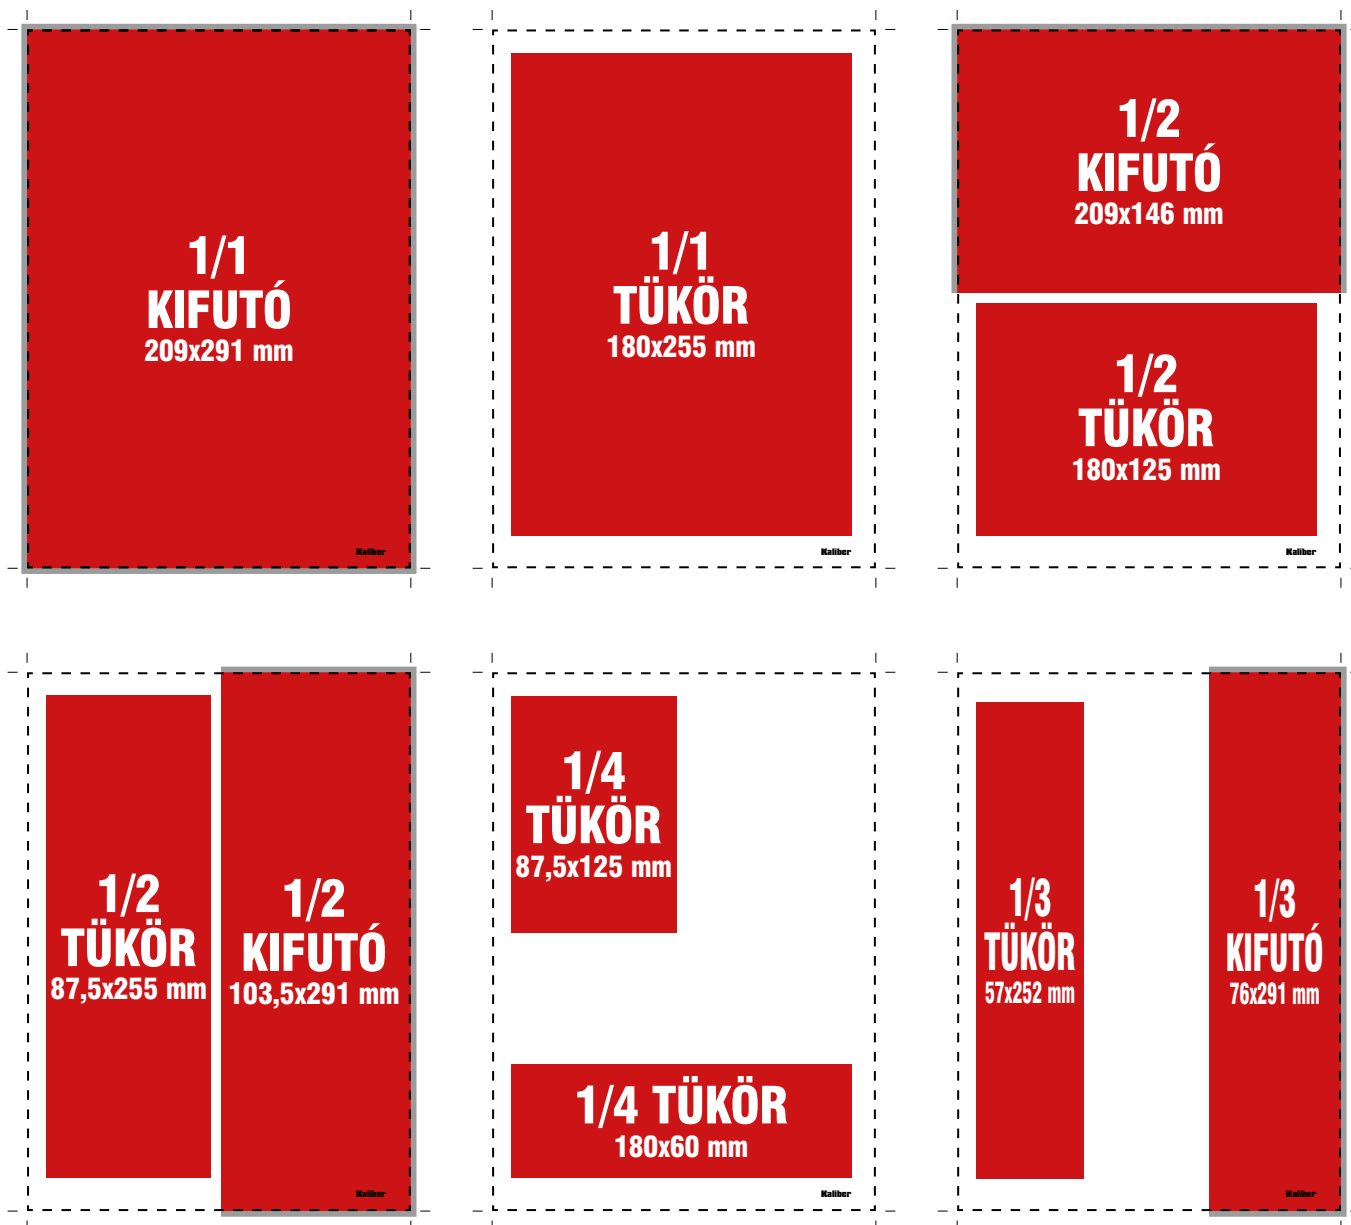 1/1
KIFUTÓ
209x291 mm
Kaliber
1/1
TÜKÖR
180x255 mm
Kaliber
1/2
KIFUTÓ
209x146 mm
1/2
TÜKÖR
180x125 mm
Kaliber
1/2
TÜKÖR
87,5x255 mm
1/2
KIFUTÓ
103,5x291 mm
Kaliber
1/4
TÜKÖR
87,5x125 mm
1/4 TÜKÖR
180x60 mm
Kaliber
1/3
TÜKÖR
57x252 mm
1/3
KIFUTÓ
76x291 mm
Kaliber